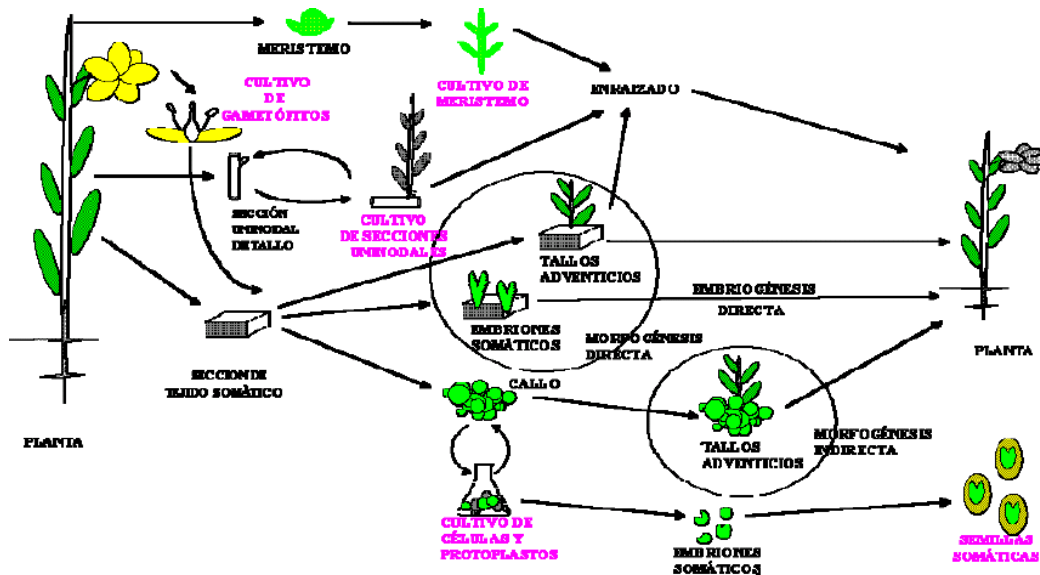 MERISTEMO
CULTIVO
DE
GAMETÓFITOS
CULTIVO DE
MERISTEMO
ENRAIZADO
SECCIÓN
UNINODAL
DE TALLO
CULTIVO
DE SECCIONES
UNINODALES
TALLOS
ADVENTICIOS
EMBRIONES
SOMÁTICOS
MORFOGÉNESIS
DIRECTA
EMBRIOGÉNESIS
DIRECTA
PLANTA
SECCION DE
TEJIDO SOMÁTICO
CALLO
PLANTA
TALLOS
ADVENTICIOS
MORFOGÉNESIS
INDIRECTA
CULTIVO DE
CÉLULAS Y
PROTOPLASTOS
EMBRIONES
SOMÁTICOS
SEMILLAS
SOMÁTICAS